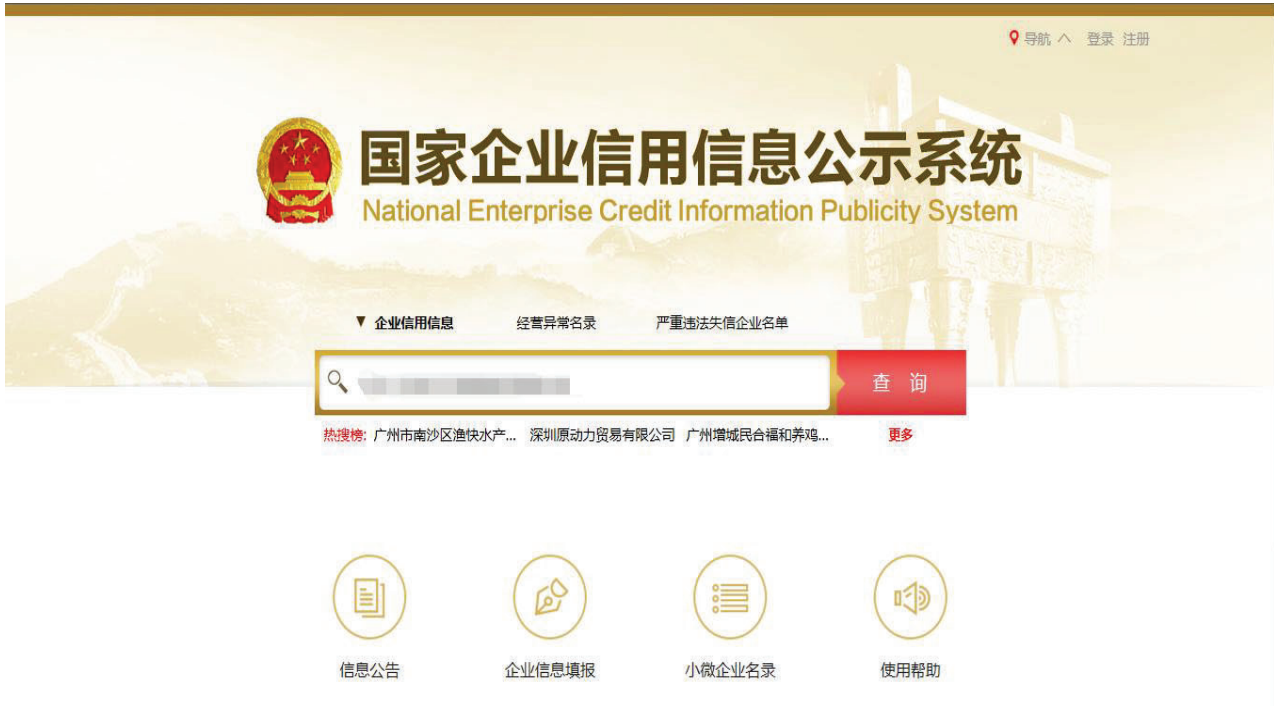 导航 登录 注册
国家企业信用信息公示系统
National Enterprise Credit Information Publicity System
企业信用信息 经营异常名录 严重违法失信企业名单
查 询
热搜榜: 广州市南沙区渔快水产... 深圳原动力贸易有限公司 广州增城民合福和养鸡... 更多
信息公告 企业信息填报 小微企业名录 使用帮助